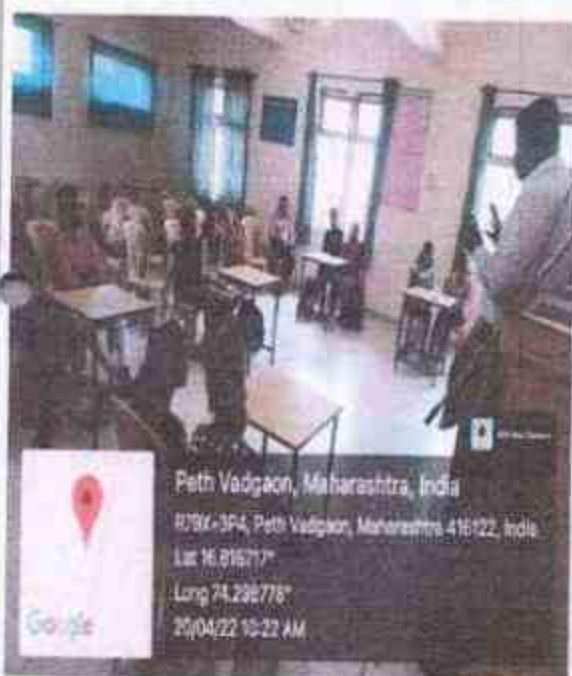 Peth Vadgaon, Maharashtra, India
R79X+3P4, Peth Vadgaon, Maharashtra 416122, India
Lat 16.816717°
Long 74.298778°
20/04/22 10:22 AM
Google